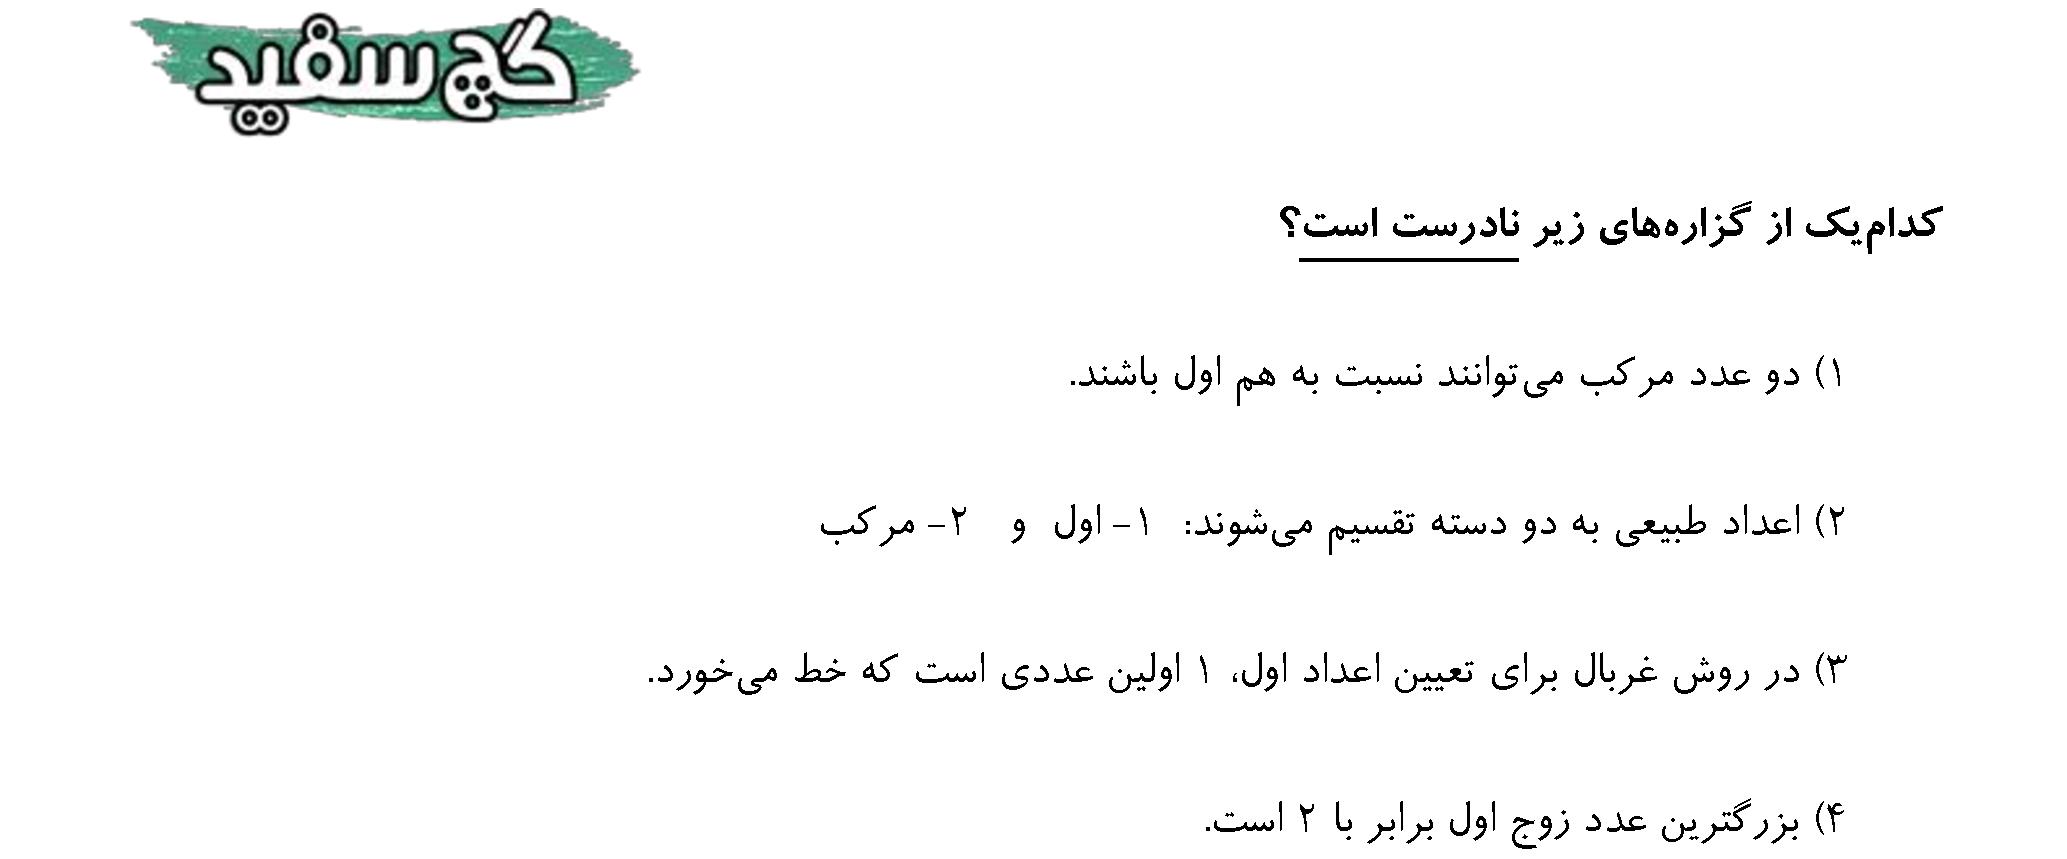 گچ سفید
کدام‌یک از گزاره‌های زیر نادرست است؟
۱) دو عدد مرکب می‌توانند نسبت به هم اول باشند.
۲) اعداد طبیعی به دو دسته تقسیم می‌شوند: ۱- اول و ۲- مرکب
۳) در روش غربال برای تعیین اعداد اول، ۱ اولین عددی است که خط می‌خورد.
۴) بزرگترین عدد زوج اول برابر با ۲ است.